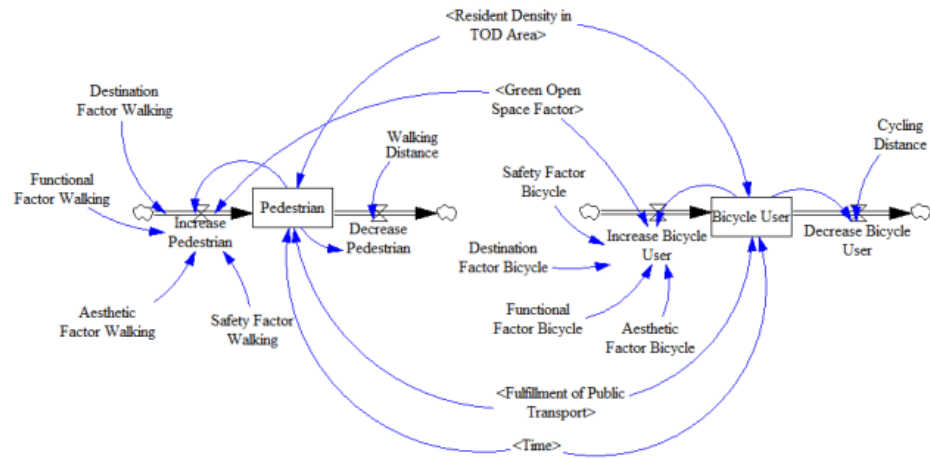 <Resident Density in
TOD Area>
Destination
Factor Walking
<Green Open
Space Factor>
Walking
Distance
Cycling
Distance
Functional
Factor Walking
Safety Factor
Bicycle
Pedestrian
Bicycle User
Increase
Pedestrian
Decrease
Pedestrian
Increase Bicycle
User
Decrease Bicycle
User
Destination
Factor Bicycle
Aesthetic
Factor Walking
Safety Factor
Walking
Functional
Factor Bicycle
Aesthetic
Factor Bicycle
<Fulfillment of Public
Transport>
<Time>